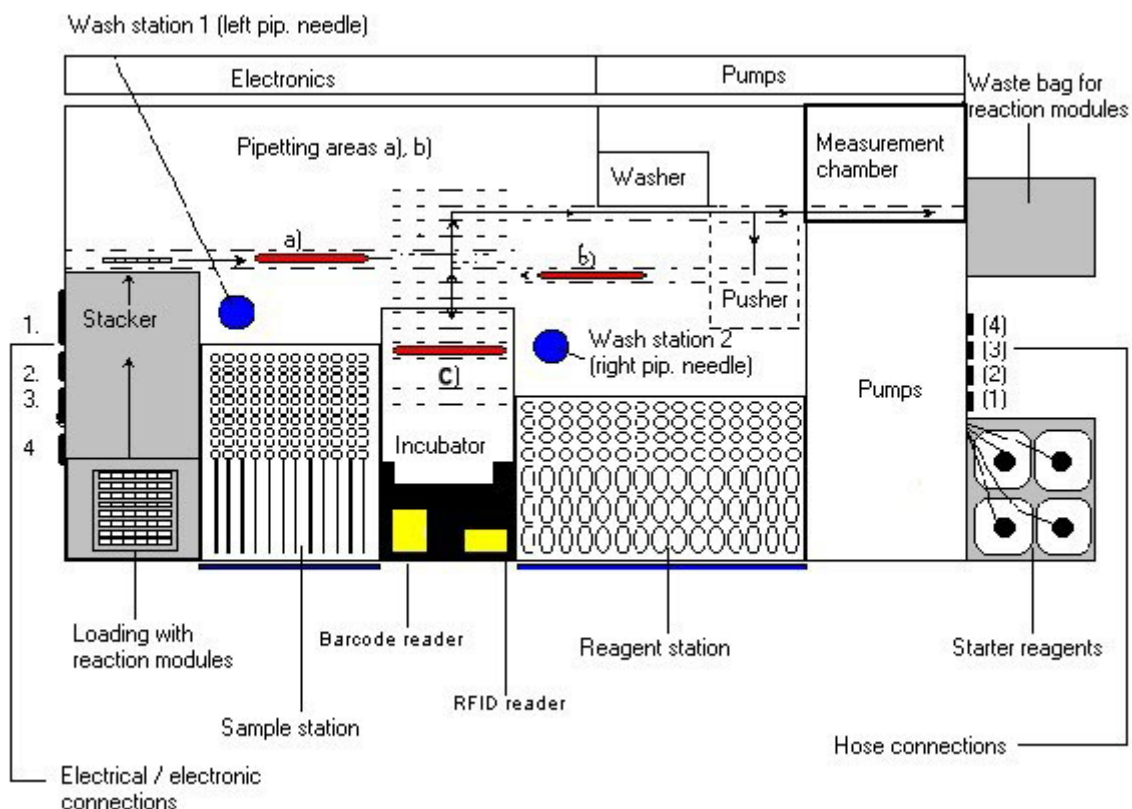 Wash station 1 (left pip. needle)
Electronics
Pumps
Waste bag for
reaction modules
Pipetting areas a), b)
Measurement
chamber
Washer
a)
b)
Pusher
Stacker
1.
2.
3.
4
Wash station 2
(right pip. needle)
c)
(4)
(3)
(2)
(1)
Pumps
Incubator
Loading with
reaction modules
Barcode reader
Reagent station
Starter reagents
RFID reader
Sample station
Hose connections
Electrical / electronic
connections